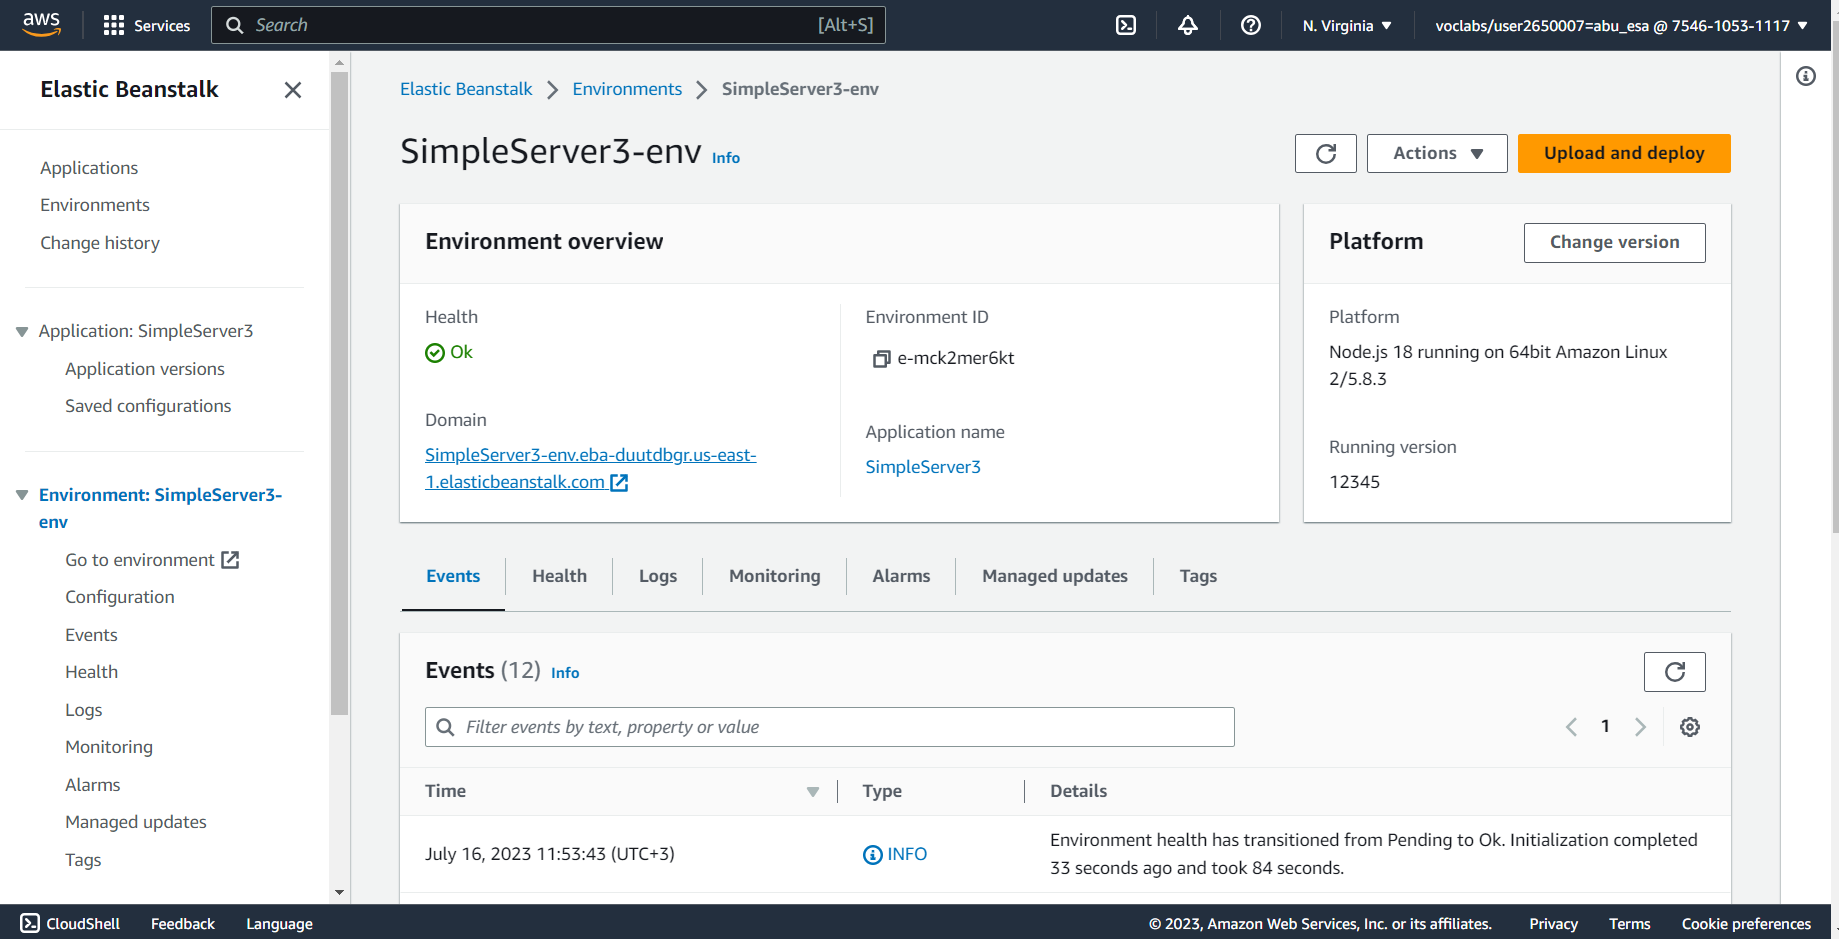 aws
Services
Search
[Alt+S]
N. Virginia
voclabs/user2650007=abu_esa @ 7546-1053-1117
Elastic Beanstalk
Applications
Environments
Change history
Application: SimpleServer3
Application versions
Saved configurations
Environment: SimpleServer3-
env
Go to environment
Configuration
Events
Health
Logs
Monitoring
Alarms
Managed updates
Tags
Elastic Beanstalk
Environments
SimpleServer3-env
SimpleServer3-env Info
Actions
Upload and deploy
Environment overview
Health
Ok
Domain
SimpleServer3-env.eba-duutdbgr.us-east-
1.elasticbeanstalk.com
Environment ID
e-mck2mer6kt
Application name
SimpleServer3
Platform
Change version
Platform
Node.js 18 running on 64bit Amazon Linux
2/5.8.3
Running version
12345
Events
Health
Logs
Monitoring
Alarms
Managed updates
Tags
Events (12) Info
Filter events by text, property or value
1
Time
Type
Details
July 16, 2023 11:53:43 (UTC+3)
INFO
Environment health has transitioned from Pending to Ok. Initialization completed
33 seconds ago and took 84 seconds.
CloudShell
Feedback
Language
© 2023, Amazon Web Services, Inc. or its affiliates.
Privacy
Terms
Cookie preferences